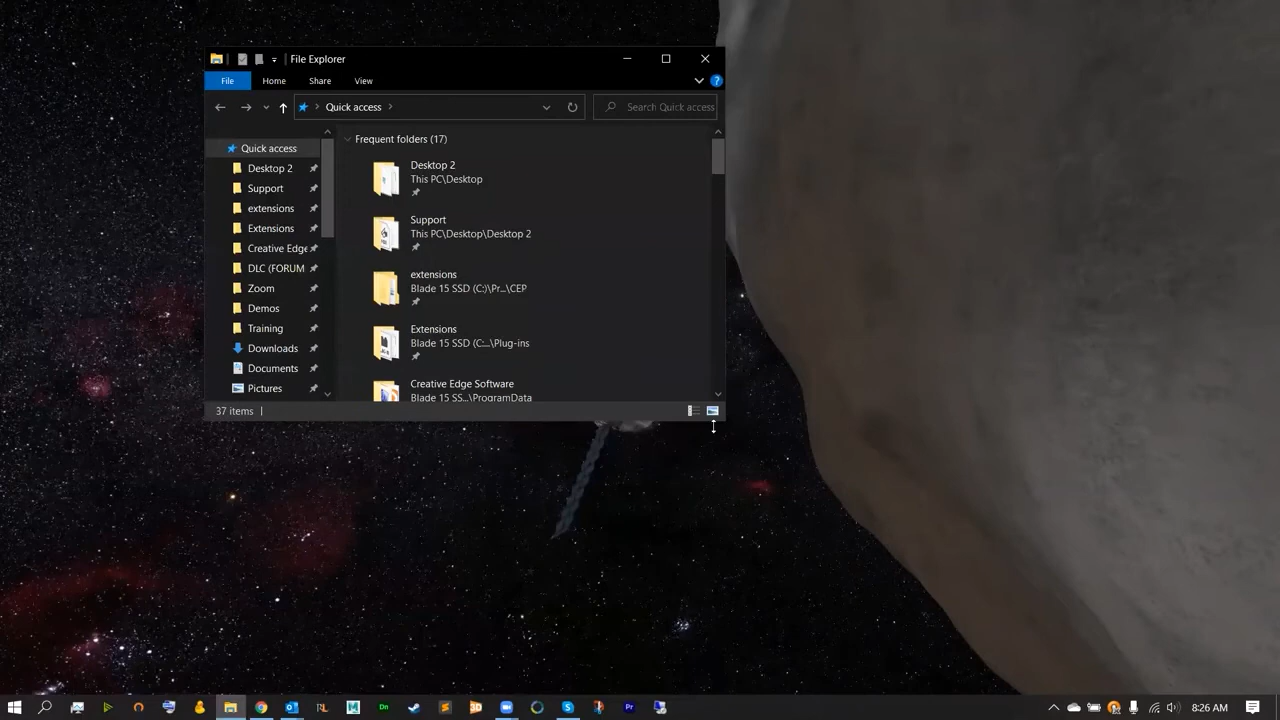 File Explorer
File Home Share View
Quick access Search Quick access
Quick access
Desktop 2
Support
extensions
Extensions
Creative Edge
DLC (FORUM
Zoom
Demos
Training
Downloads
Documents
Pictures
Frequent folders (17)
Desktop 2
This PC\Desktop
Support
This PC\Desktop\Desktop 2
extensions
Blade 15 SSD (C:)\Pr...\CEP
Extensions
Blade 15 SSD (C...\Plug-ins
Creative Edge Software
Blade 15 SS...\ProgramData
37 items
Dn Pr 8:26 AM